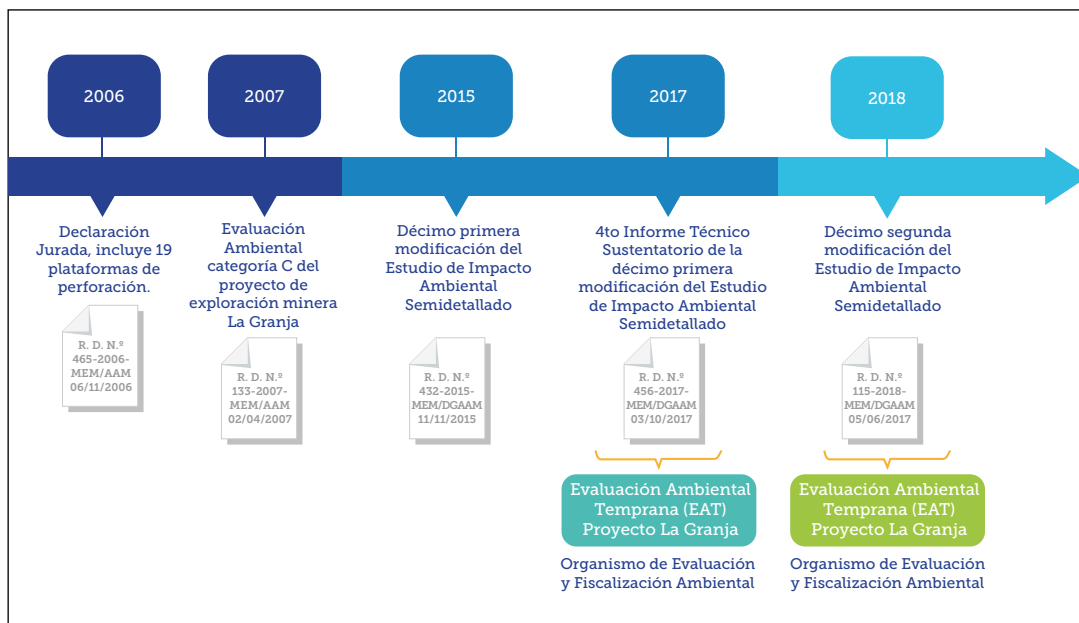 2006
2007
2015
2017
2018
Declaración
Jurada, incluye 19
plataformas de
perforación.
R. D. N.º
465-2006-
MEM/AAM
06/11/2006
Evaluación
Ambiental
categoría C del
proyecto de
exploración minera
La Granja
R. D. N.º
133-2007-
MEM/AAM
02/04/2007
Décimo primera
modificación del
Estudio de Impacto
Ambiental
Semidetallado
R. D. N.º
432-2015-
MEM/DGAAM
11/11/2015
4to Informe Técnico
Sustentatorio de la
décimo primera
modificación del Estudio
de Impacto Ambiental
Semidetallado
R. D. N.º
456-2017-
MEM/DGAAM
03/10/2017
Evaluación Ambiental
Temprana (EAT)
Proyecto La Granja
Organismo de Evaluación
y Fiscalización Ambiental
Décimo segunda
modificación del
Estudio de Impacto
Ambiental
Semidetallado
R. D. N.º
115-2018-
MEM/DGAAM
05/06/2017
Evaluación Ambiental
Temprana (EAT)
Proyecto La Granja
Organismo de Evaluación
y Fiscalización Ambiental